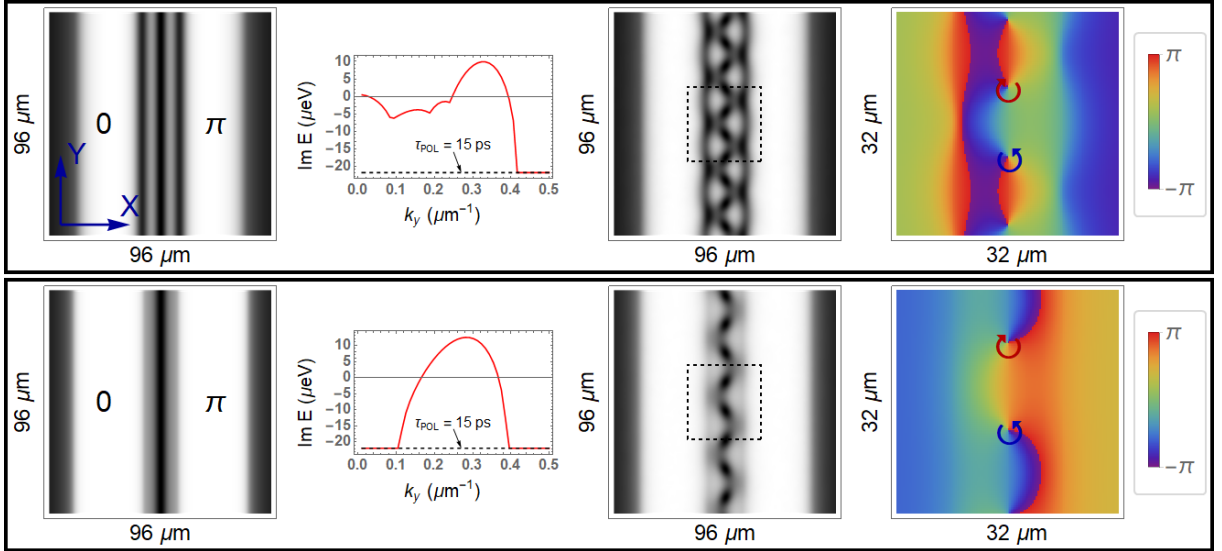 96 µm
0
π
Y
X
96 µm
Im E (µeV)
10
5
0
−5
−10
−15
−20
τPOL = 15 ps
0.0 0.1 0.2 0.3 0.4 0.5
ky (µm−1)
96 µm
96 µm
32 µm
32 µm
π
−π
96 µm
0
π
96 µm
Im E (µeV)
10
5
0
−5
−10
−15
−20
τPOL = 15 ps
0.0 0.1 0.2 0.3 0.4 0.5
ky (µm−1)
96 µm
96 µm
32 µm
32 µm
π
−π